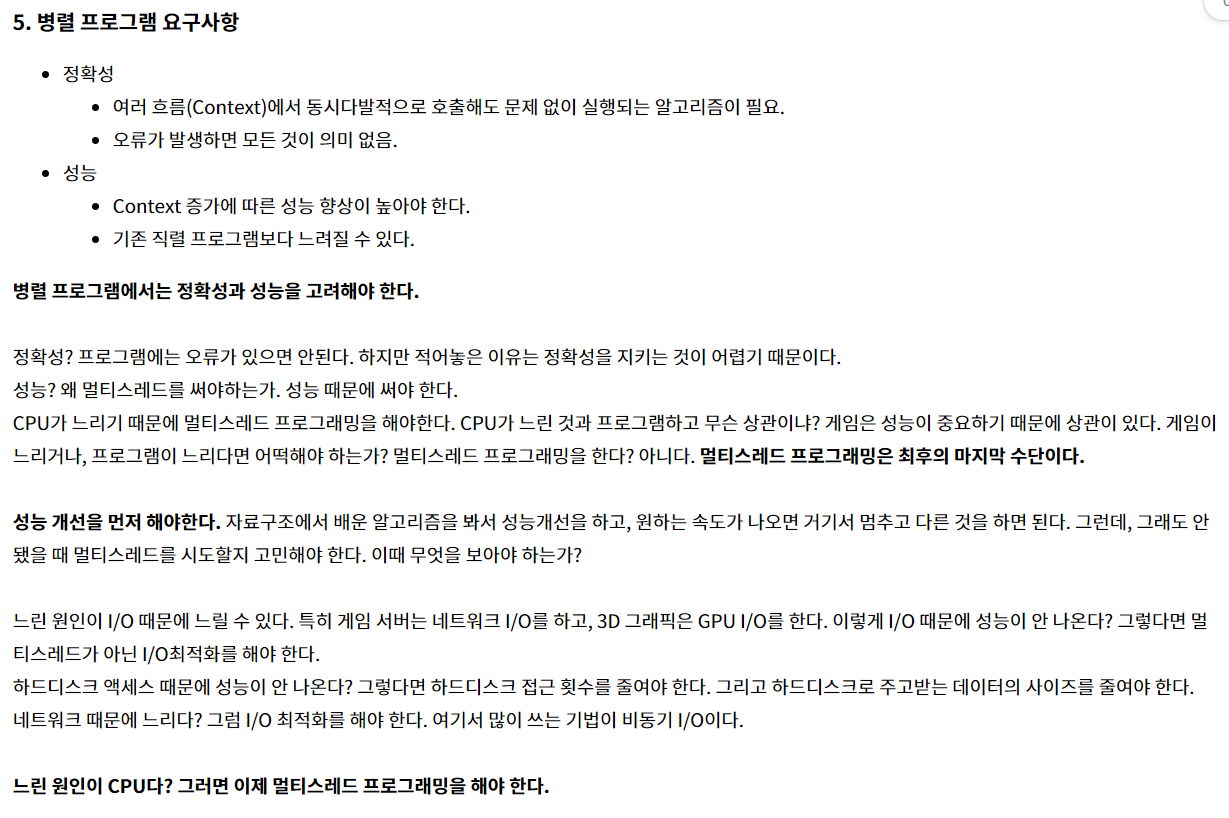 5. 병렬 프로그램 요구사항
정확성
여러 흐름(Context)에서 동시다발적으로 호출해도 문제 없이 실행되는 알고리즘이 필요.
오류가 발생하면 모든 것이 의미 없음.
성능
Context 증가에 따른 성능 향상이 높아야 한다.
기존 직렬 프로그램보다 느려질 수 있다.
병렬 프로그램에서는 정확성과 성능을 고려해야 한다.
정확성? 프로그램에는 오류가 있으면 안된다. 하지만 적어놓은 이유는 정확성을 지키는 것이 어렵기 때문이다.
성능? 왜 멀티스레드를 써야하는가. 성능 때문에 써야 한다.
CPU가 느리기 때문에 멀티스레드 프로그래밍을 해야한다. CPU가 느린 것과 프로그램하고 무슨 상관이냐? 게임은 성능이 중요하기 때문에 상관이 있다. 게임이
느리거나, 프로그램이 느리다면 어떡해야 하는가? 멀티스레드 프로그래밍을 한다? 아니다. 멀티스레드 프로그래밍은 최후의 마지막 수단이다.
성능 개선을 먼저 해야한다. 자료구조에서 배운 알고리즘을 봐서 성능개선을 하고, 원하는 속도가 나오면 거기서 멈추고 다른 것을 하면 된다. 그런데, 그래도 안
됐을 때 멀티스레드를 시도할지 고민해야 한다. 이때 무엇을 보아야 하는가?
느린 원인이 I/O 때문에 느릴 수 있다. 특히 게임 서버는 네트워크 I/O를 하고, 3D 그래픽은 GPU I/O를 한다. 이렇게 I/O 때문에 성능이 안 나온다? 그렇다면 멀
티스레드가 아닌 I/O최적화를 해야 한다.
하드디스크 액세스 때문에 성능이 안 나온다? 그렇다면 하드디스크 접근 횟수를 줄여야 한다. 그리고 하드디스크로 주고받는 데이터의 사이즈를 줄여야 한다.
네트워크 때문에 느리다? 그럼 I/O 최적화를 해야 한다. 여기서 많이 쓰는 기법이 비동기 I/O이다.
느린 원인이 CPU다? 그러면 이제 멀티스레드 프로그래밍을 해야 한다.